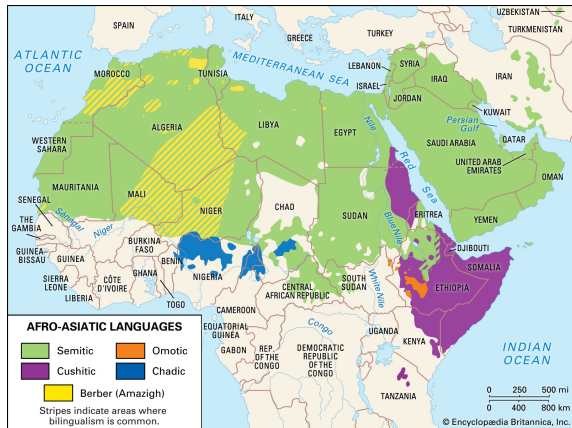 SPAIN
ITALY
GREECE
TURKEY
UZBEKISTAN
TURKMENISTAN
ATLANTIC
OCEAN
MEDITERRANEAN SEA
MOROCCO
TUNISIA
LEBANON
SYRIA
IRAQ
IRAN
ISRAEL
JORDAN
KUWAIT
Persian
Gulf
ALGERIA
LIBYA
EGYPT
Nile
SAUDI ARABIA
QATAR
UNITED ARAB
EMIRATES
OMAN
WESTERN
SAHARA
Red
Sea
MAURITANIA
MALI
NIGER
CHAD
SUDAN
ERITREA
YEMEN
SENEGAL
Sénégal
THE
GAMBIA
Niger
Blue Nile
DJIBOUTI
GUINEA-
BISSAU
GUINEA
BURKINA
FASO
BENIN
NIGERIA
SOMALIA
SIERRA
LEONE
CÔTE
D'IVOIRE
GHANA
LIBERIA
TOGO
CENTRAL
AFRICAN REPUBLIC
SOUTH
SUDAN
White Nile
ETHIOPIA
CAMEROON
EQUATORIAL
GUINEA
GABON
REP.
OF THE
CONGO
Congo
DEMOCRATIC
REPUBLIC
OF THE
CONGO
UGANDA
KENYA
TANZANIA
INDIAN
OCEAN
AFRO-ASIATIC LANGUAGES
Semitic
Omotic
Cushitic
Chadic
Berber (Amazigh)
Stripes indicate areas where
bilingualism is common.
0 250 500 mi
0 400 800 km
© Encyclopædia Britannica, Inc.